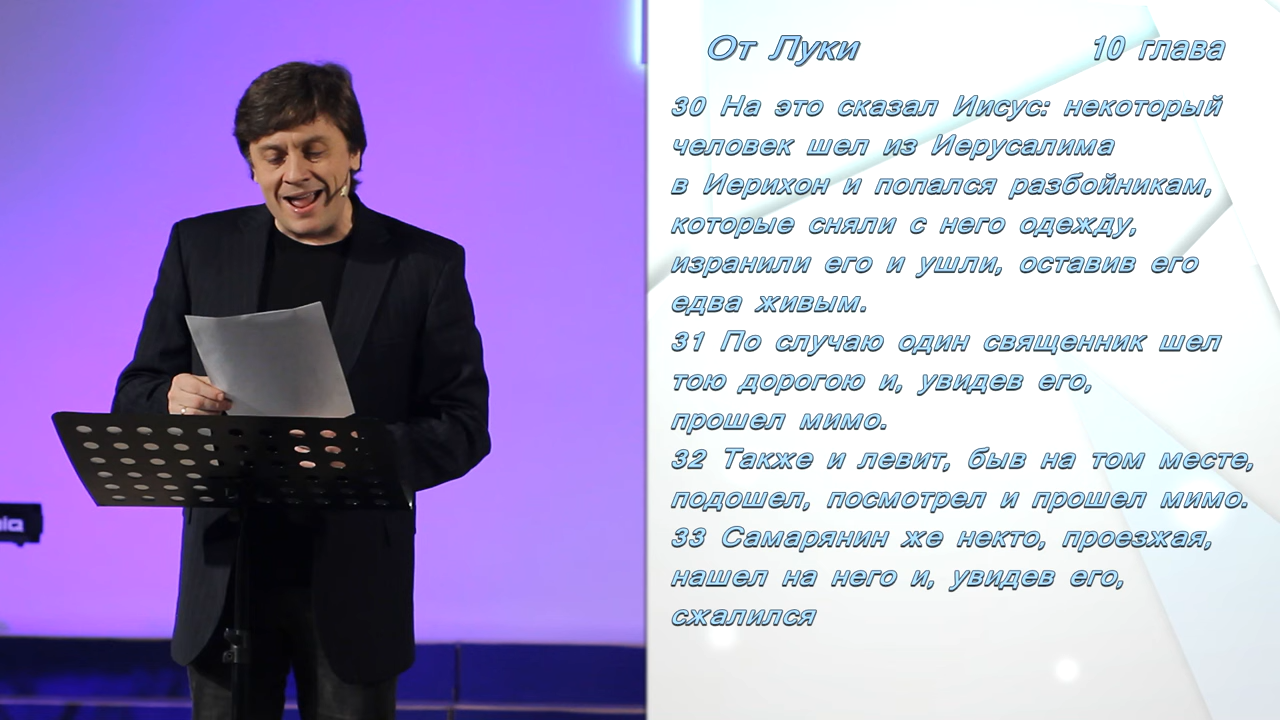 От Луки 10 глава
30 На это сказал Иисус: некоторый
человек шел из Иерусалима
в Иерихон и попался разбойникам,
которые сняли с него одежду,
изранили его и ушли, оставив его
едва живым.
31 По случаю один священник шел
тою дорогою и, увидев его,
прошел мимо.
32 Также и левит, быв на том месте,
подошел, посмотрел и прошел мимо.
33 Самарянин же некто, проезжая,
нашел на него и, увидев его,
сжалился